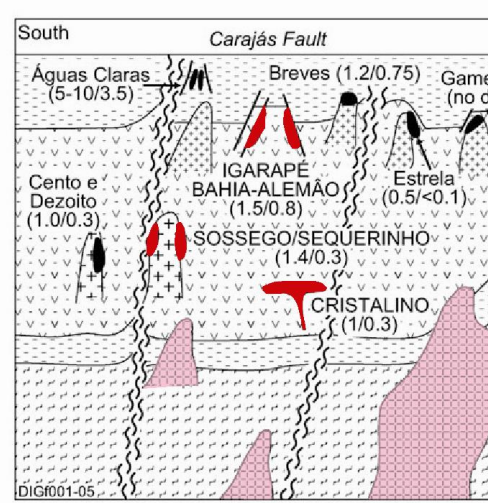 South
Carajás Fault
Águas Claras
(5-10/3.5)
Breves (1.2/0.75)
Game
(no d
IGARAPÉ
BAHIA-ALEMÃO
(1.5/0.8)
Estrela
(0.5/<0.1)
Cento e
Dezoito
(1.0/0.3)
SOSSEGO/SEQUERINHO
(1.4/0.3)
CRISTALINO
(1/0.3)
DIGf001-05